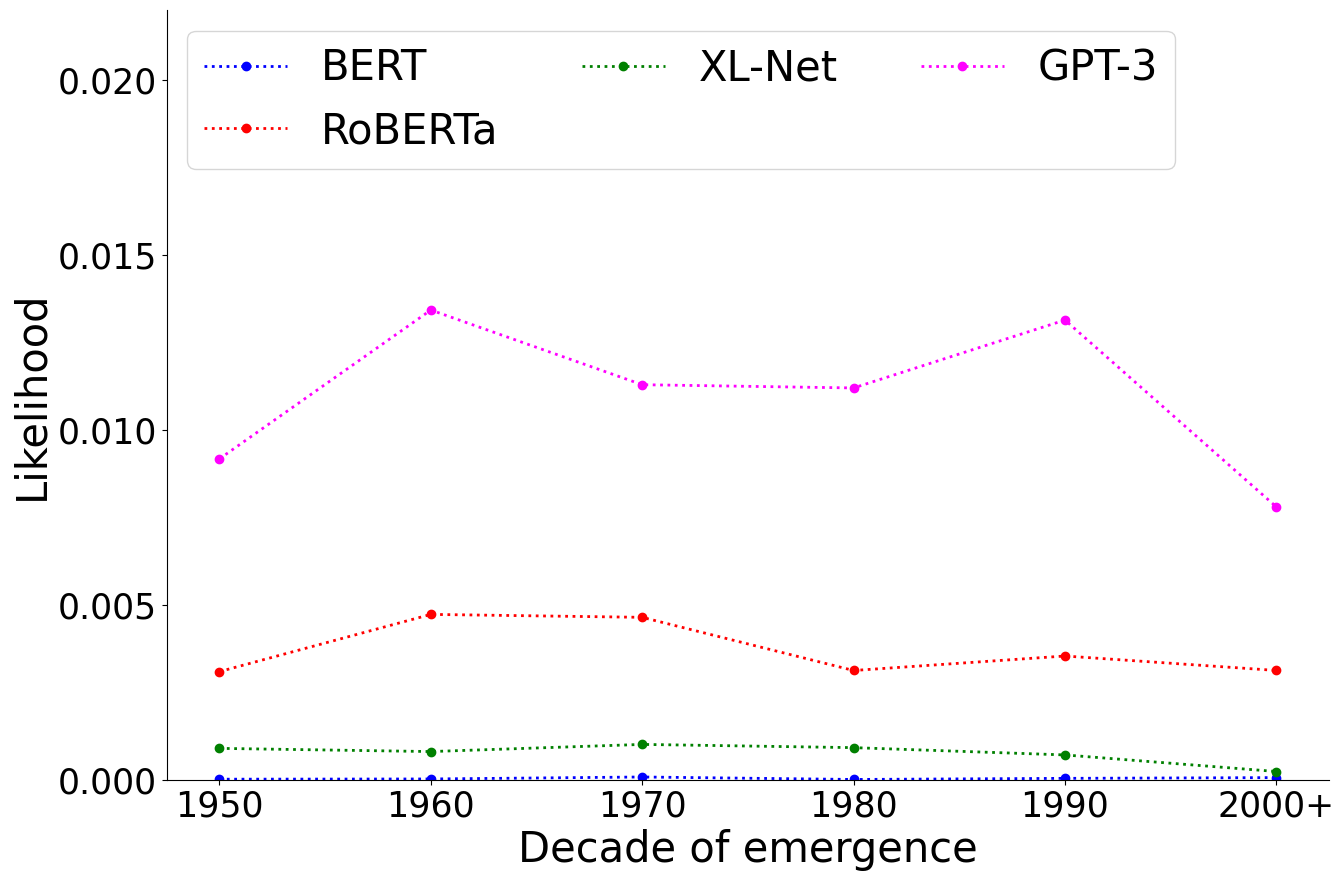 BERT
RoBERTa
XL-Net
GPT-3
0.020
0.015
0.010
0.005
0.000
Likelihood
1950 1960 1970 1980 1990 2000+
Decade of emergence